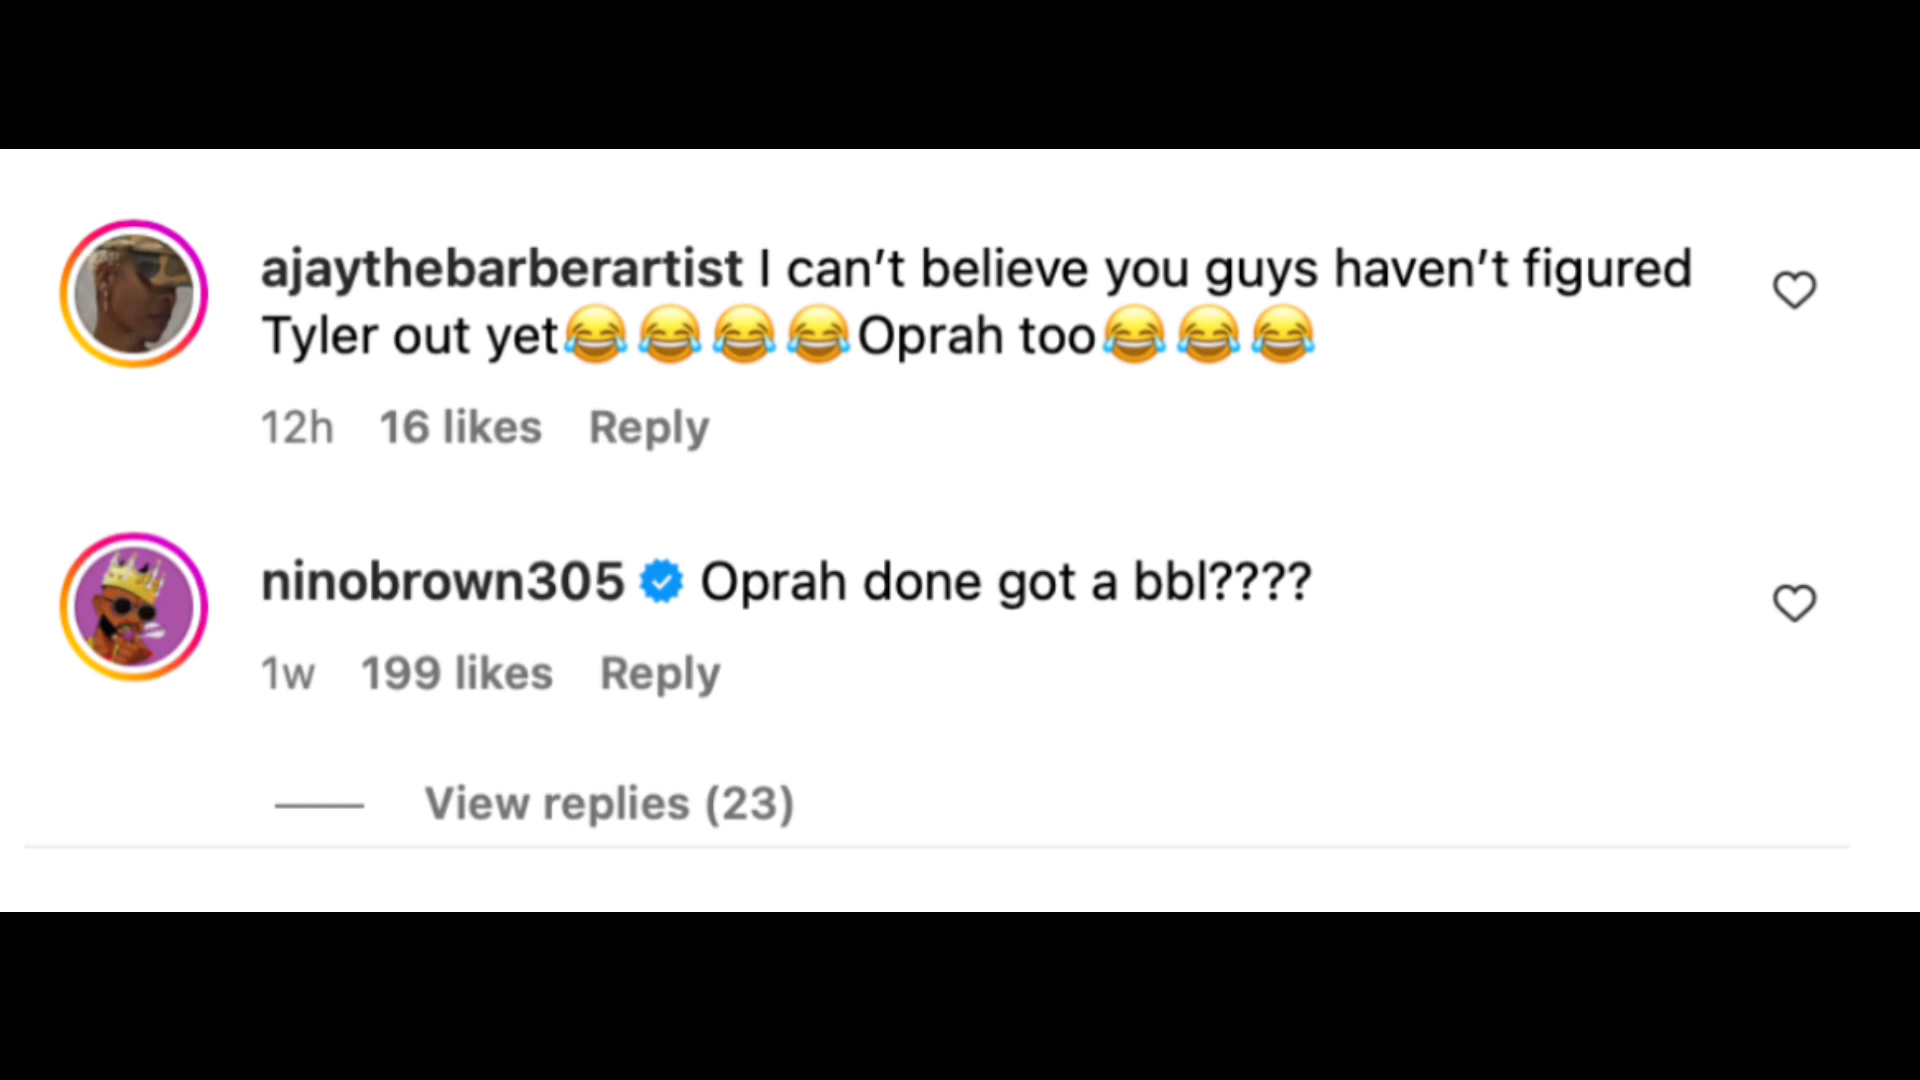 ajaythebarberartist I can’t believe you guys haven’t figured
Tyler out yet😂😂😂😂Oprah too😂😂😂
12h 16 likes Reply
ninobrown305 Oprah done got a bbl????
1w 199 likes Reply
View replies (23)